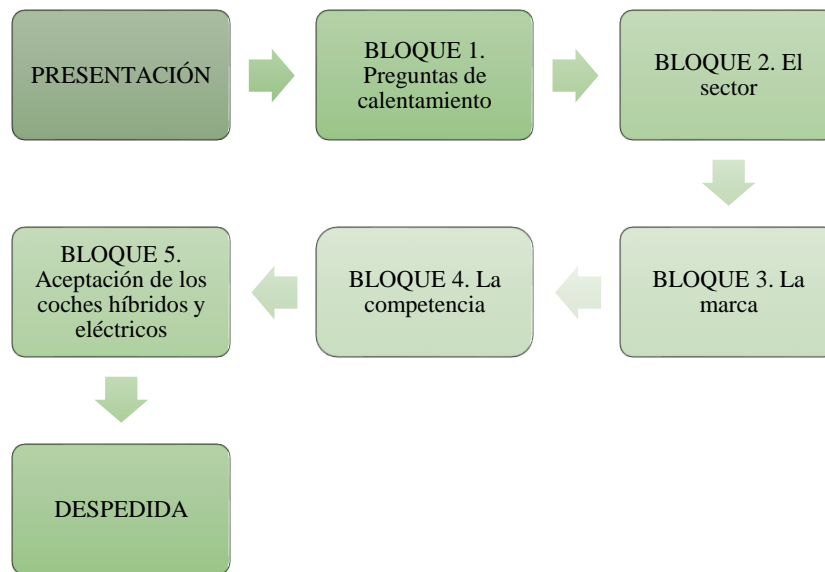 PRESENTACIÓN
BLOQUE 1.
Preguntas de
calentamiento
BLOQUE 2. El
sector
BLOQUE 3. La
marca
BLOQUE 4. La
competencia
BLOQUE 5.
Aceptación de los
coches híbridos y
eléctricos
DESPEDIDA